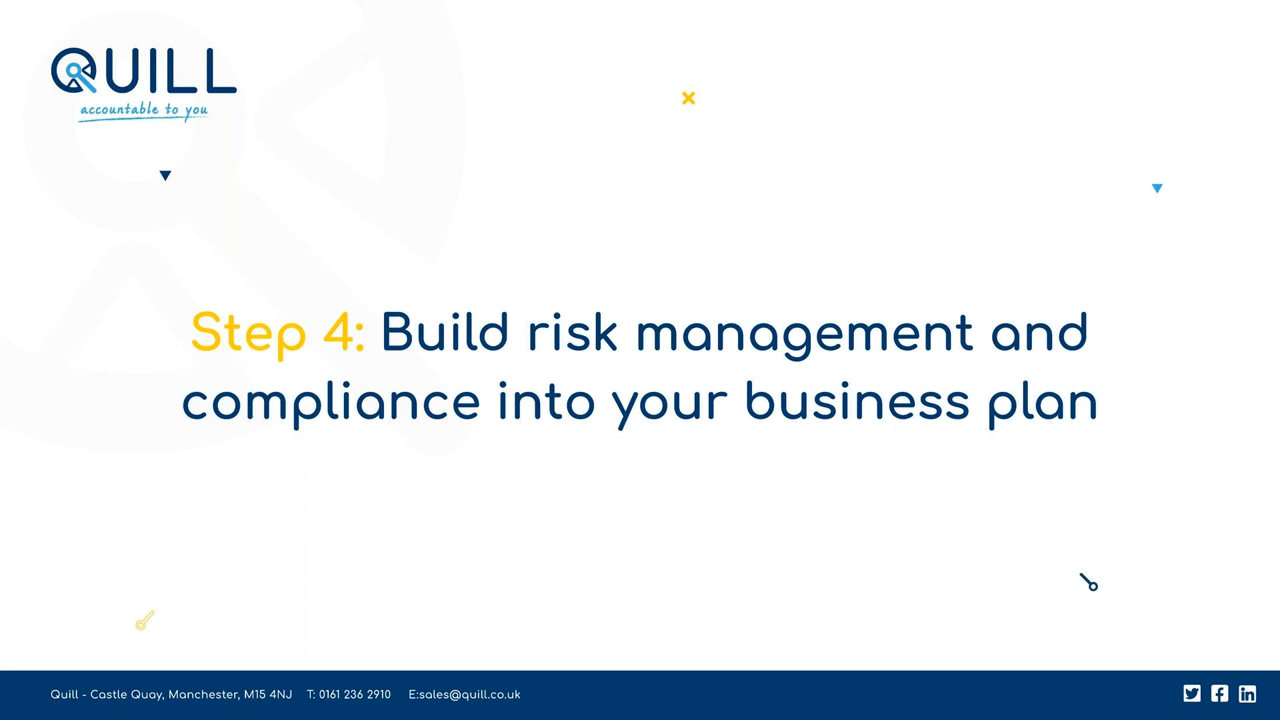 QUILL
accountable to you
Step 4: Build risk management and
compliance into your business plan
Quill - Castle Quay, Manchester, M15 4NJ T: 0161 236 2910 E:sales@quill.co.uk